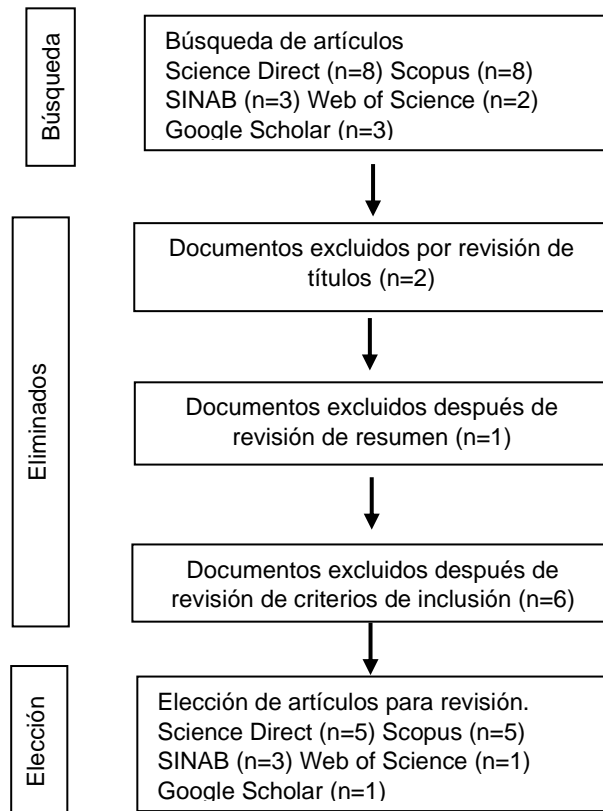 Búsqueda
Búsqueda de artículos
Science Direct (n=8) Scopus (n=8)
SINAB (n=3) Web of Science (n=2)
Google Scholar (n=3)
Eliminados
Documentos excluidos por revisión de
títulos (n=2)
Documentos excluidos después de
revisión de resumen (n=1)
Documentos excluidos después de
revisión de criterios de inclusión (n=6)
Elección
Elección de artículos para revisión.
Science Direct (n=5) Scopus (n=5)
SINAB (n=3) Web of Science (n=1)
Google Scholar (n=1)